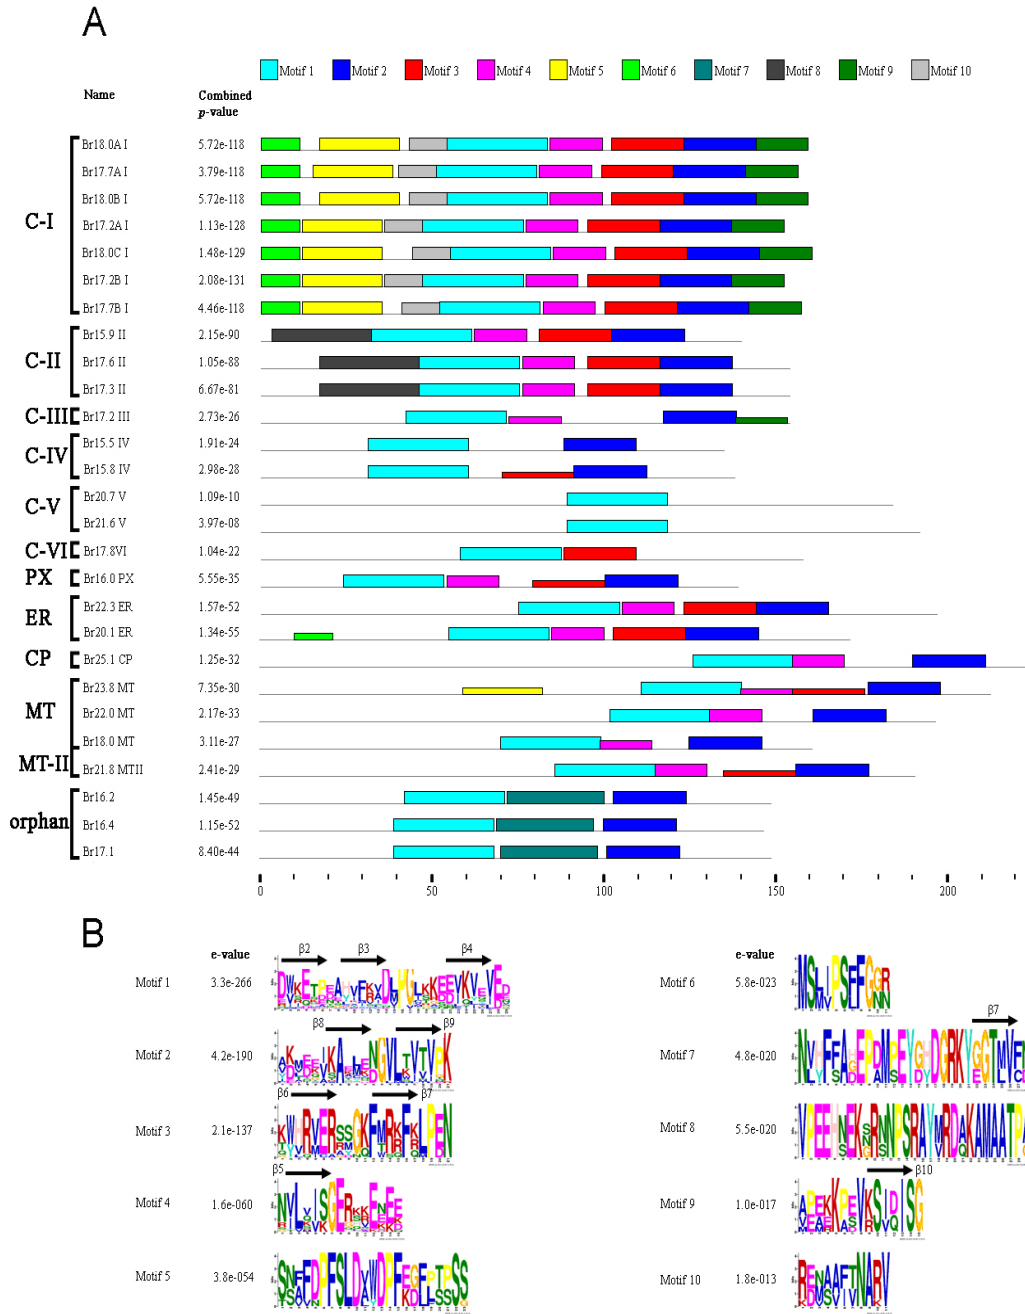 A
Motif 1 Motif 2 Motif 3 Motif 4 Motif 5 Motif 6 Motif 7 Motif 8 Motif 9 Motif 10
Name Combined
p-value
C-I
Br18.0A I 5.72e-118
Br17.7A I 3.79e-118
Br18.0B I 5.72e-118
Br17.2A I 1.13e-128
Br18.0C I 1.48e-129
Br17.2B I 2.08e-131
Br17.7B I 4.46e-118
C-II
Br15.9 II 2.15e-90
Br17.6 II 1.05e-88
Br17.3 II 6.67e-81
C-III
Br17.2 III 2.73e-26
C-IV
Br15.5 IV 1.91e-24
Br15.8 IV 2.98e-28
C-V
Br20.7 V 1.09e-10
Br21.6 V 3.97e-08
C-VI
Br17.8VI 1.04e-22
PX
Br16.0 PX 5.55e-35
ER
Br22.3 ER 1.57e-52
Br20.1 ER 1.34e-55
CP
Br25.1 CP 1.25e-32
MT
Br23.8 MT 7.35e-30
Br22.0 MT 2.17e-33
Br18.0 MT 3.11e-27
MT-II
Br21.8 MTII 2.41e-29
orphan
Br16.2 1.45e-49
Br16.4 1.15e-52
Br17.1 8.40e-44
0 50 100 150 200
B
e-value
β2 β3 β4
Motif 1 3.3e-266
β8 β9
Motif 2 4.2e-190
β6 β7
Motif 3 2.1e-137
β5
Motif 4 1.6e-060
Motif 5 3.8e-054
e-value
Motif 6 5.8e-023
β7
Motif 7 4.8e-020
Motif 8 5.5e-020
β10
Motif 9 1.0e-017
Motif 10 1.8e-013